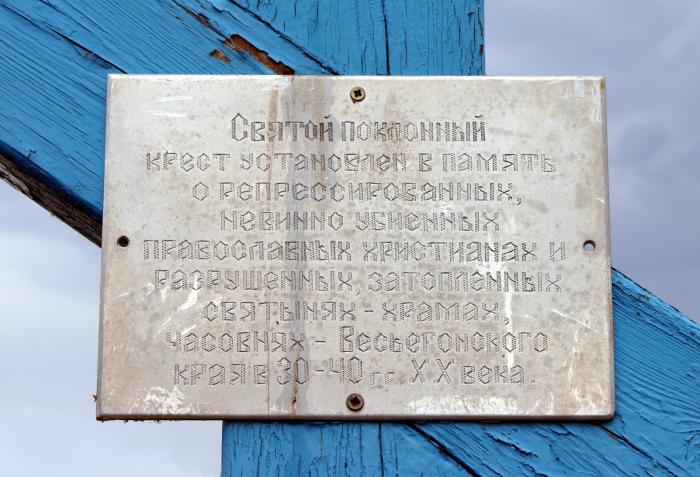 Святой поклонный
крест установлен в память
о репрессированных,
невинно убиенных
православных христианах и
разрушенных, затопленных
святынях - храмах,
часовнях - Весьегонского
края в 30-40 гг. XX века.